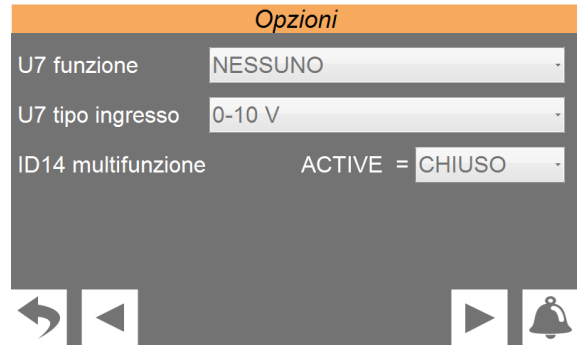 Opzioni
U7 funzione NESSUNO
U7 tipo ingresso 0-10 V
ID14 multifunzione ACTIVE = CHIUSO